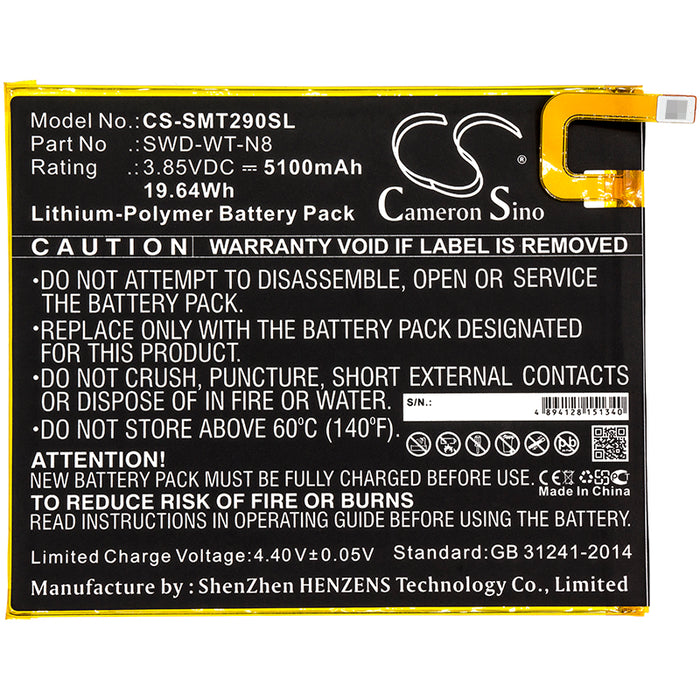 Model No.:CS-SMT290SL
Part No :SWD-WT-N8
Rating :3.85VDC ⎓ 5100mAh
19.64Wh
Lithium-Polymer Battery Pack
CS
Cameron Sino
CAUTION WARRANTY VOID IF LABEL IS REMOVED
•DO NOT ATTEMPT TO DISASSEMBLE, OPEN OR SERVICE
THE BATTERY PACK.
•REPLACE ONLY WITH THE BATTERY PACK DESIGNATED
FOR THIS PRODUCT.
•DO NOT CRUSH, PUNCTURE, SHORT EXTERNAL CONTACTS
OR DISPOSE OF IN FIRE OR WATER.
•DO NOT STORE ABOVE 60°C (140°F).
S/N.:
4894128151340
Pb
CE
Made In China
ATTENTION!
NEW BATTERY PACK MUST BE FULLY CHARGED BEFORE USE
TO REDUCE RISK OF FIRE OR BURNS
READ INSTRUCTIONS BEFORE INSTALLING BATTERY,
Limited Charge Voltage:4.40V±0.05V Standard:GB 31241-2014
Manufacture by : ShenZhen HENZENS Technology Co., Limited